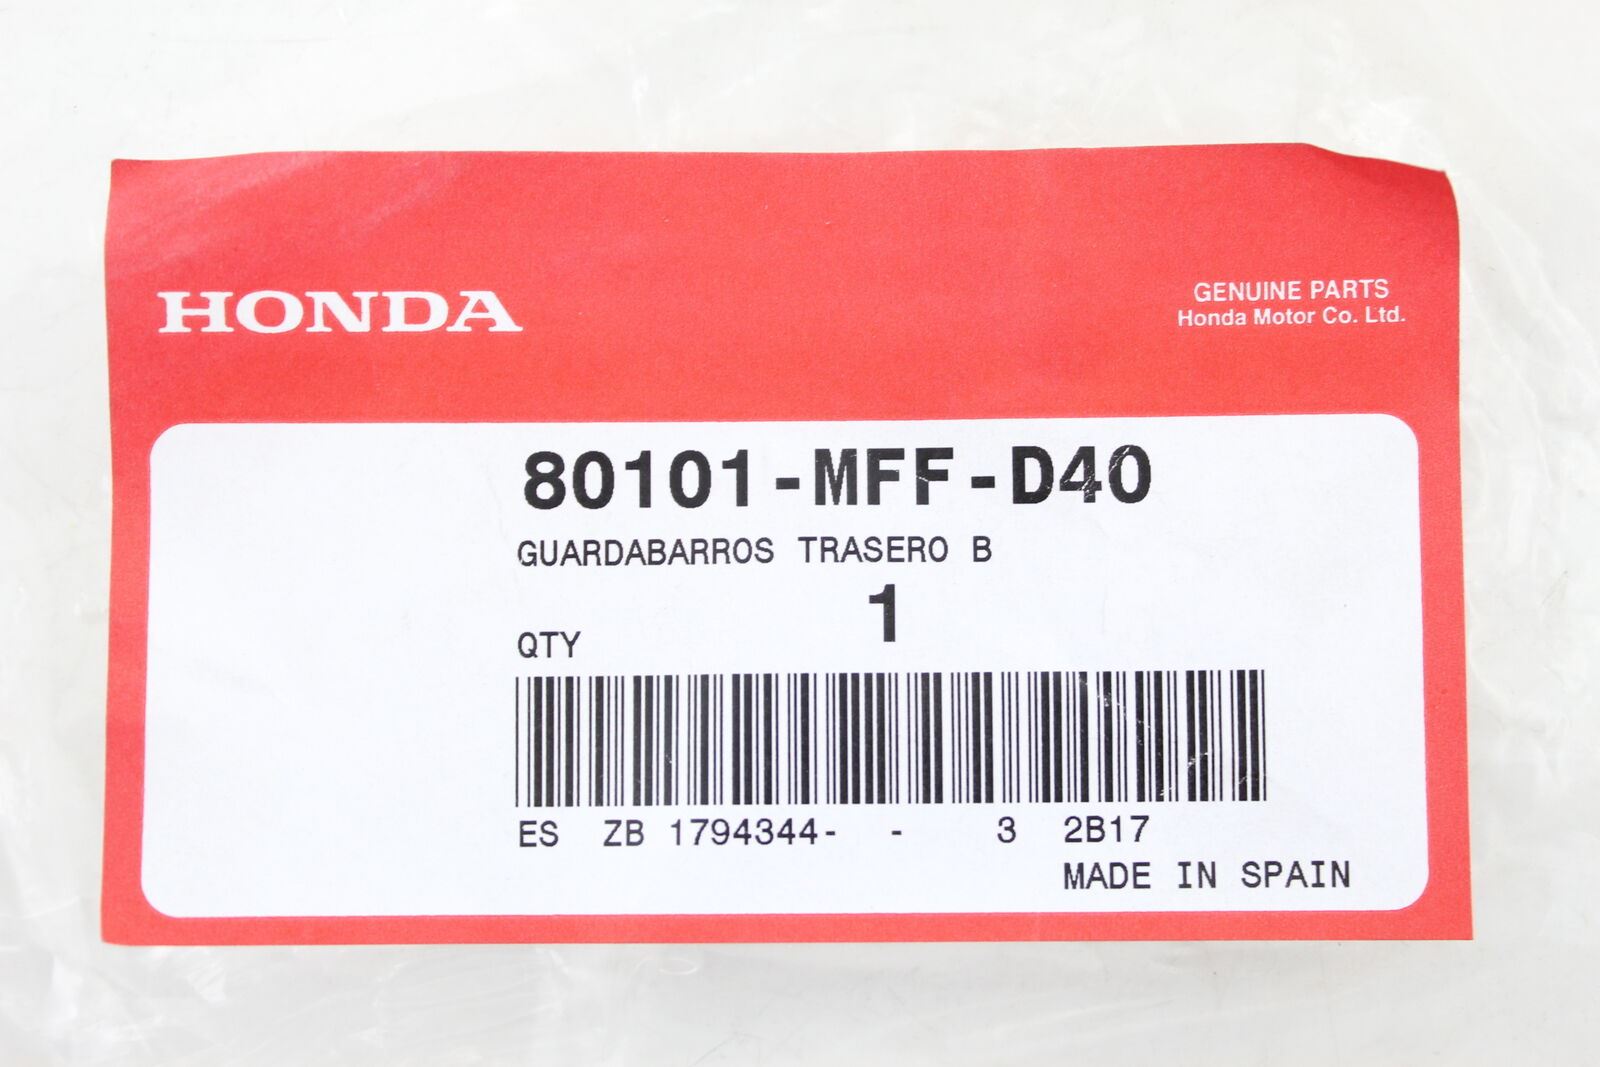 HONDA
GENUINE PARTS
Honda Motor Co. Ltd.
80101-MFF-D40
GUARDABARROS TRASERO B
1
QTY
ES ZB 1794344- - 3 2B17
MADE IN SPAIN